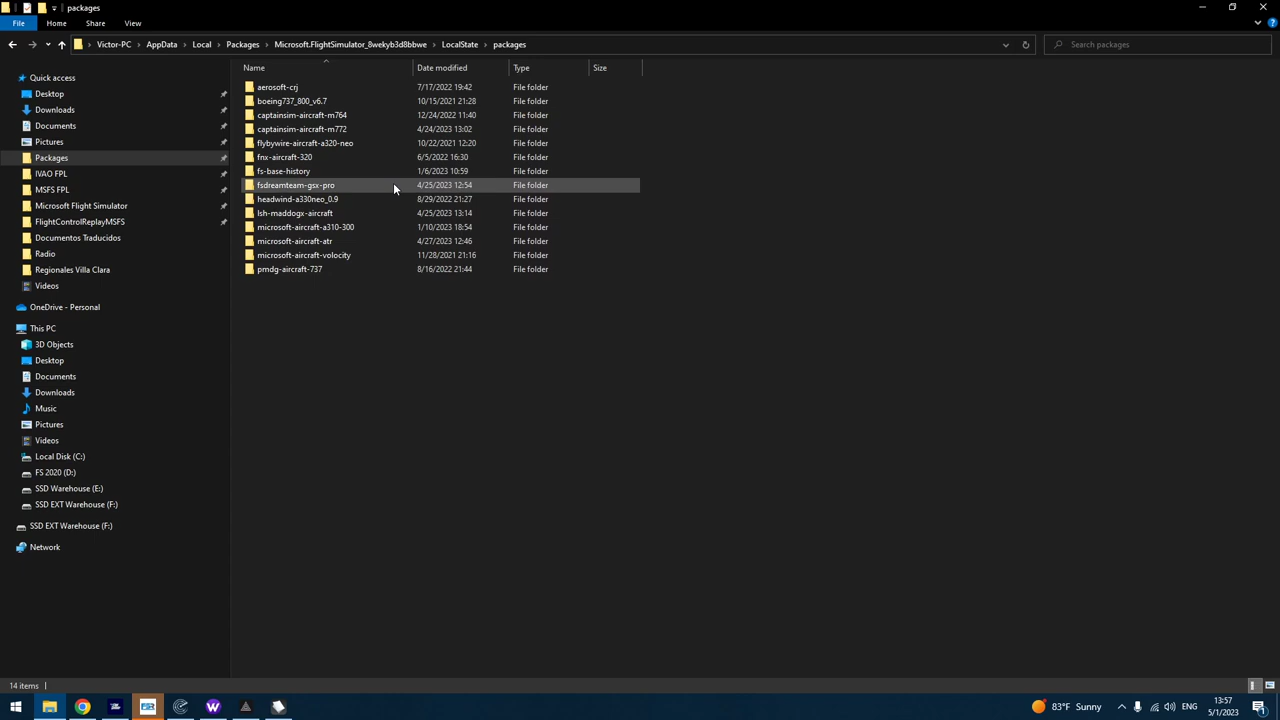 packages
File Home Share View
Victor-PC AppData Local Packages Microsoft.FlightSimulator_8wekyb3d8bbwe LocalState packages
Search packages
Quick access
Desktop
Downloads
Documents
Pictures
Packages
IVAO FPL
MSFS FPL
Microsoft Flight Simulator
FlightControlReplayMSFS
Documentos Traducidos
Radio
Regionales Villa Clara
Videos
OneDrive - Personal
This PC
3D Objects
Desktop
Documents
Downloads
Music
Pictures
Videos
Local Disk (C:)
FS 2020 (D:)
SSD Warehouse (E:)
SSD EXT Warehouse (F:)
SSD EXT Warehouse (F:)
Network
Name Date modified Type Size
aerosoft-crj 7/17/2022 19:42 File folder
boeing737_800_v6.7 10/15/2021 21:28 File folder
captainsim-aircraft-m764 12/24/2022 11:40 File folder
captainsim-aircraft-m772 4/24/2023 13:02 File folder
flybywire-aircraft-a320-neo 10/22/2021 12:20 File folder
fnx-aircraft-320 6/5/2022 16:30 File folder
fs-base-history 1/6/2023 10:59 File folder
fsdreamteam-gsx-pro 4/25/2023 12:54 File folder
headwind-a330neo_0.9 8/29/2022 21:27 File folder
lsh-maddogx-aircraft 4/25/2023 13:14 File folder
microsoft-aircraft-a310-300 1/10/2023 18:54 File folder
microsoft-aircraft-atr 4/27/2023 12:46 File folder
microsoft-aircraft-volocity 11/28/2021 21:16 File folder
pmdg-aircraft-737 8/16/2022 21:44 File folder
14 items
83°F Sunny
ENG
13:57
5/1/2023